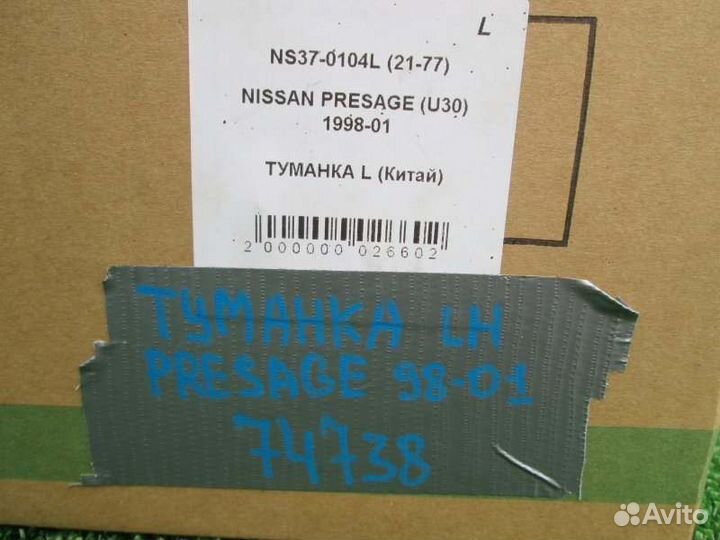 L
NS37-0104L (21-77)
NISSAN PRESAGE (U30)
1998-01
ТУМАНКА L (Китай)
2 000000 026602
ТУМАНКА LH
PRESAGE 98-01
74738
Avito